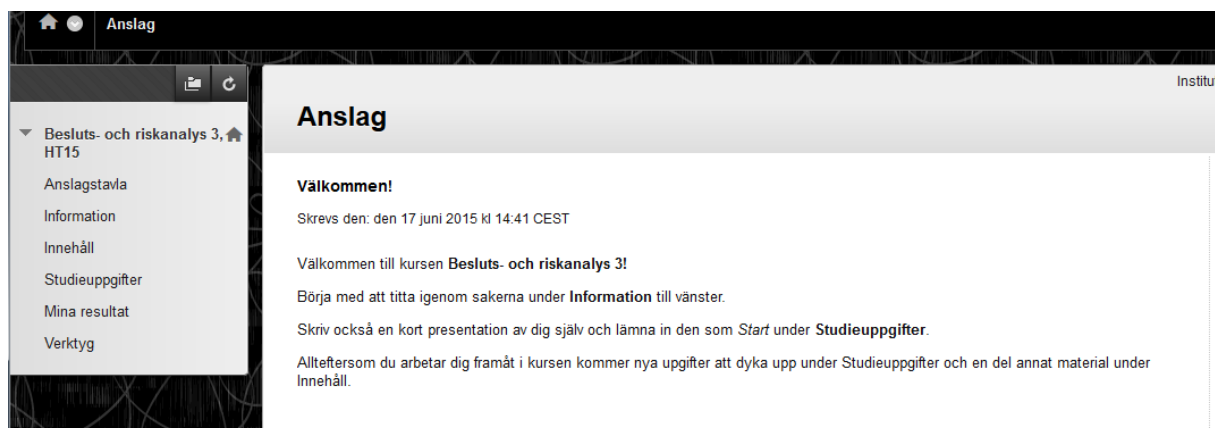 Anslag
Institu
Besluts- och riskanalys 3,
HT15
Anslagstavla
Information
Innehåll
Studieuppgifter
Mina resultat
Verktyg
Anslag
Välkommen!
Skrevs den: den 17 juni 2015 kl 14:41 CEST
Välkommen till kursen Besluts- och riskanalys 3!
Börja med att titta igenom sakerna under Information till vänster.
Skriv också en kort presentation av dig själv och lämna in den som Start under Studieuppgifter.
Allteftersom du arbetar dig framåt i kursen kommer nya upgifter att dyka upp under Studieuppgifter och en del annat material under
Innehåll.